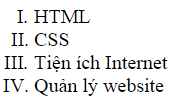 I. HTML
II. CSS
III. Tiện ích Internet
IV. Quản lý website